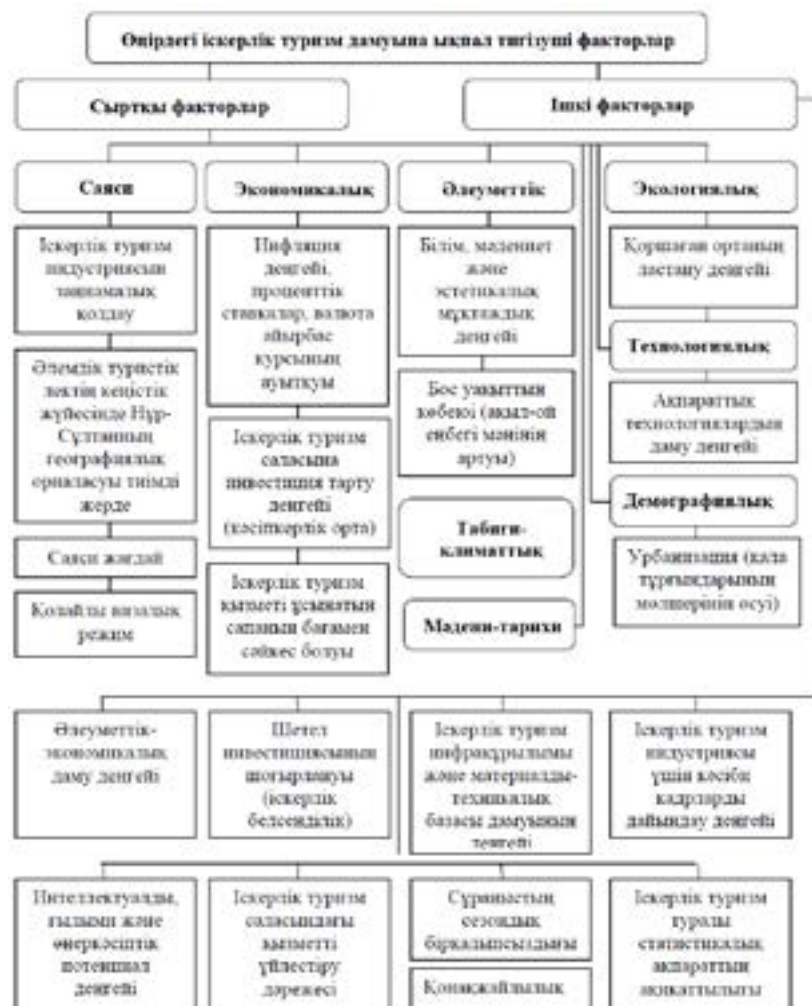 Өңірдегі іскерлік туризм дамуына ықпал тигізуші факторлар
Сыртқы факторлар
Ішкі факторлар
Саяси
Экономикалық
Әлеуметтік
Экологиялық
Іскерлік туризм
индустриясын
заңнамалық
қолдау
Әлемдік туристік
кеңістік
жүйесінде Нұр-
Сұлтанның
географиялық
орналасуы тиімді
жерде
Саяси жағдай
Қолайлы визалық
режим
Инфляция
деңгейі,
проценттік
ставкалар, валюта
айырбас
курсының
ауытқуы
Іскерлік туризм
саласына
инвестиция тарту
деңгейі
(кәсіпкерлік орта)
Іскерлік туризм
қызметі ұсынатын
сапаның бағамен
сәйкес болуы
Білім, мәдениет
және
эстетикалық
мұқтаждық
деңгейі
Бос уақыттың
көбеюі (ақыл-ой
еңбегі мәнінің
артуы)
Табиғи-
климаттық
Мәдени-тарихи
Қоршаған ортаның
ластану деңгейі
Технологиялық
Ақпараттық
технологиялардың
даму деңгейі
Демографиялық
Урбанизация (қала
тұрғындарының
мөлшерінің өсуі)
Әлеуметтік-
экономикалық
даму деңгейі
Шетел
инвестициясының
шоғырлануы
(іскерлік
белсенділік)
Іскерлік туризм
инфрақұрылымы
және материалды-
техникалық
базасы дамуының
деңгейі
Іскерлік туризм
индустриясы
үшін кәсіби
кадрларды
дайындау деңгейі
Интеллектуалды,
ғылыми және
өнеркәсіптік
потенциал
деңгейі
Іскерлік туризм
саласындағы
қызметті
үйлестіру
дәрежесі
Сұраныстың
сезондық
біркалыпсыздығы
Қонақжайлылық
Іскерлік туризм
туралы
статистикалық
ақпараттың